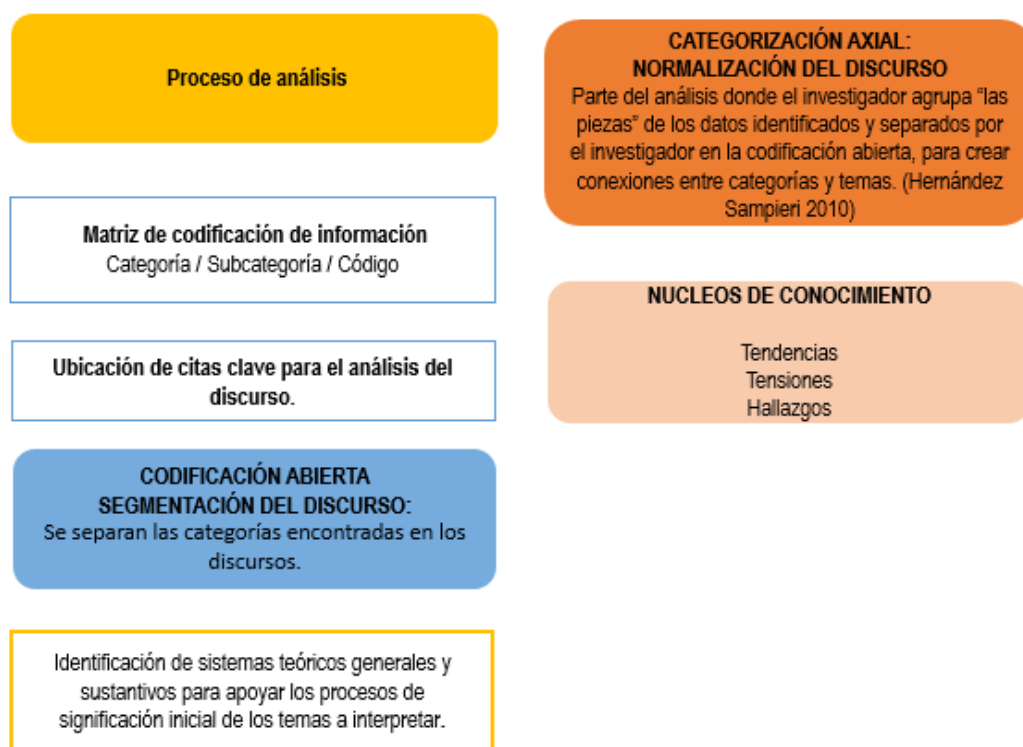 Proceso de análisis
Matriz de codificación de información
Categoría / Subcategoría / Código
Ubicación de citas clave para el análisis del
discurso.
CODIFICACIÓN ABIERTA
SEGMENTACIÓN DEL DISCURSO:
Se separan las categorías encontradas en los
discursos.
Identificación de sistemas teóricos generales y
sustantivos para apoyar los procesos de
significación inicial de los temas a interpretar.
CATEGORIZACIÓN AXIAL:
NORMALIZACIÓN DEL DISCURSO
Parte del análisis donde el investigador agrupa “las
piezas” de los datos identificados y separados por
el investigador en la codificación abierta, para crear
conexiones entre categorías y temas. (Hernández
Sampieri 2010)
NUCLEOS DE CONOCIMIENTO
Tendencias
Tensiones
Hallazgos